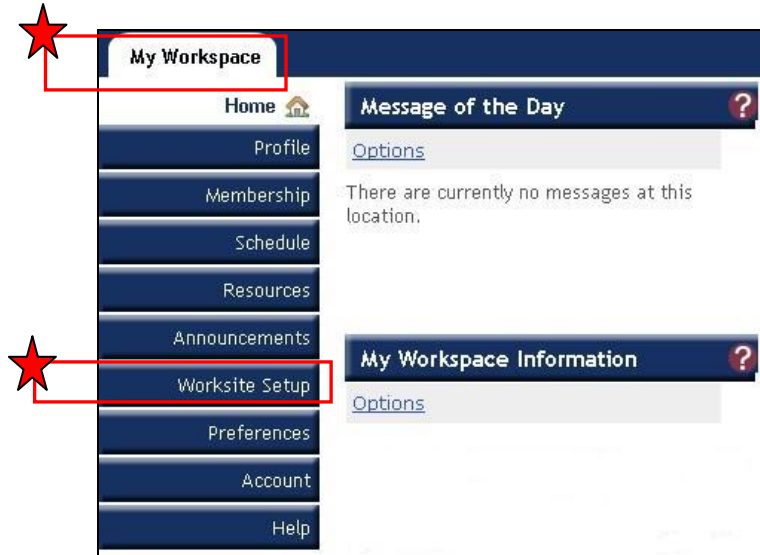 My Workspace
Home
Profile
Membership
Schedule
Resources
Announcements
Worksite Setup
Preferences
Account
Help
Message of the Day ?
Options
There are currently no messages at this
location.
My Workspace Information ?
Options